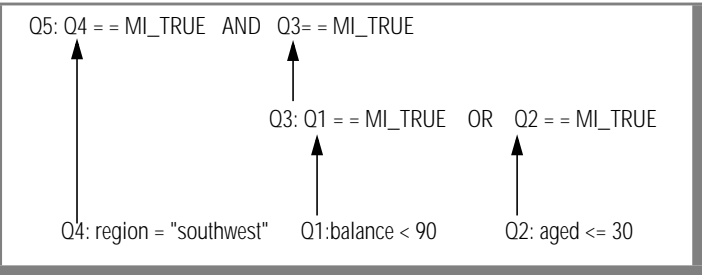 Q5: Q4 = = MI_TRUE AND Q3= = MI_TRUE
Q3: Q1 = = MI_TRUE OR Q2 = = MI_TRUE
Q4: region = "southwest" Q1:balance < 90 Q2: aged <= 30